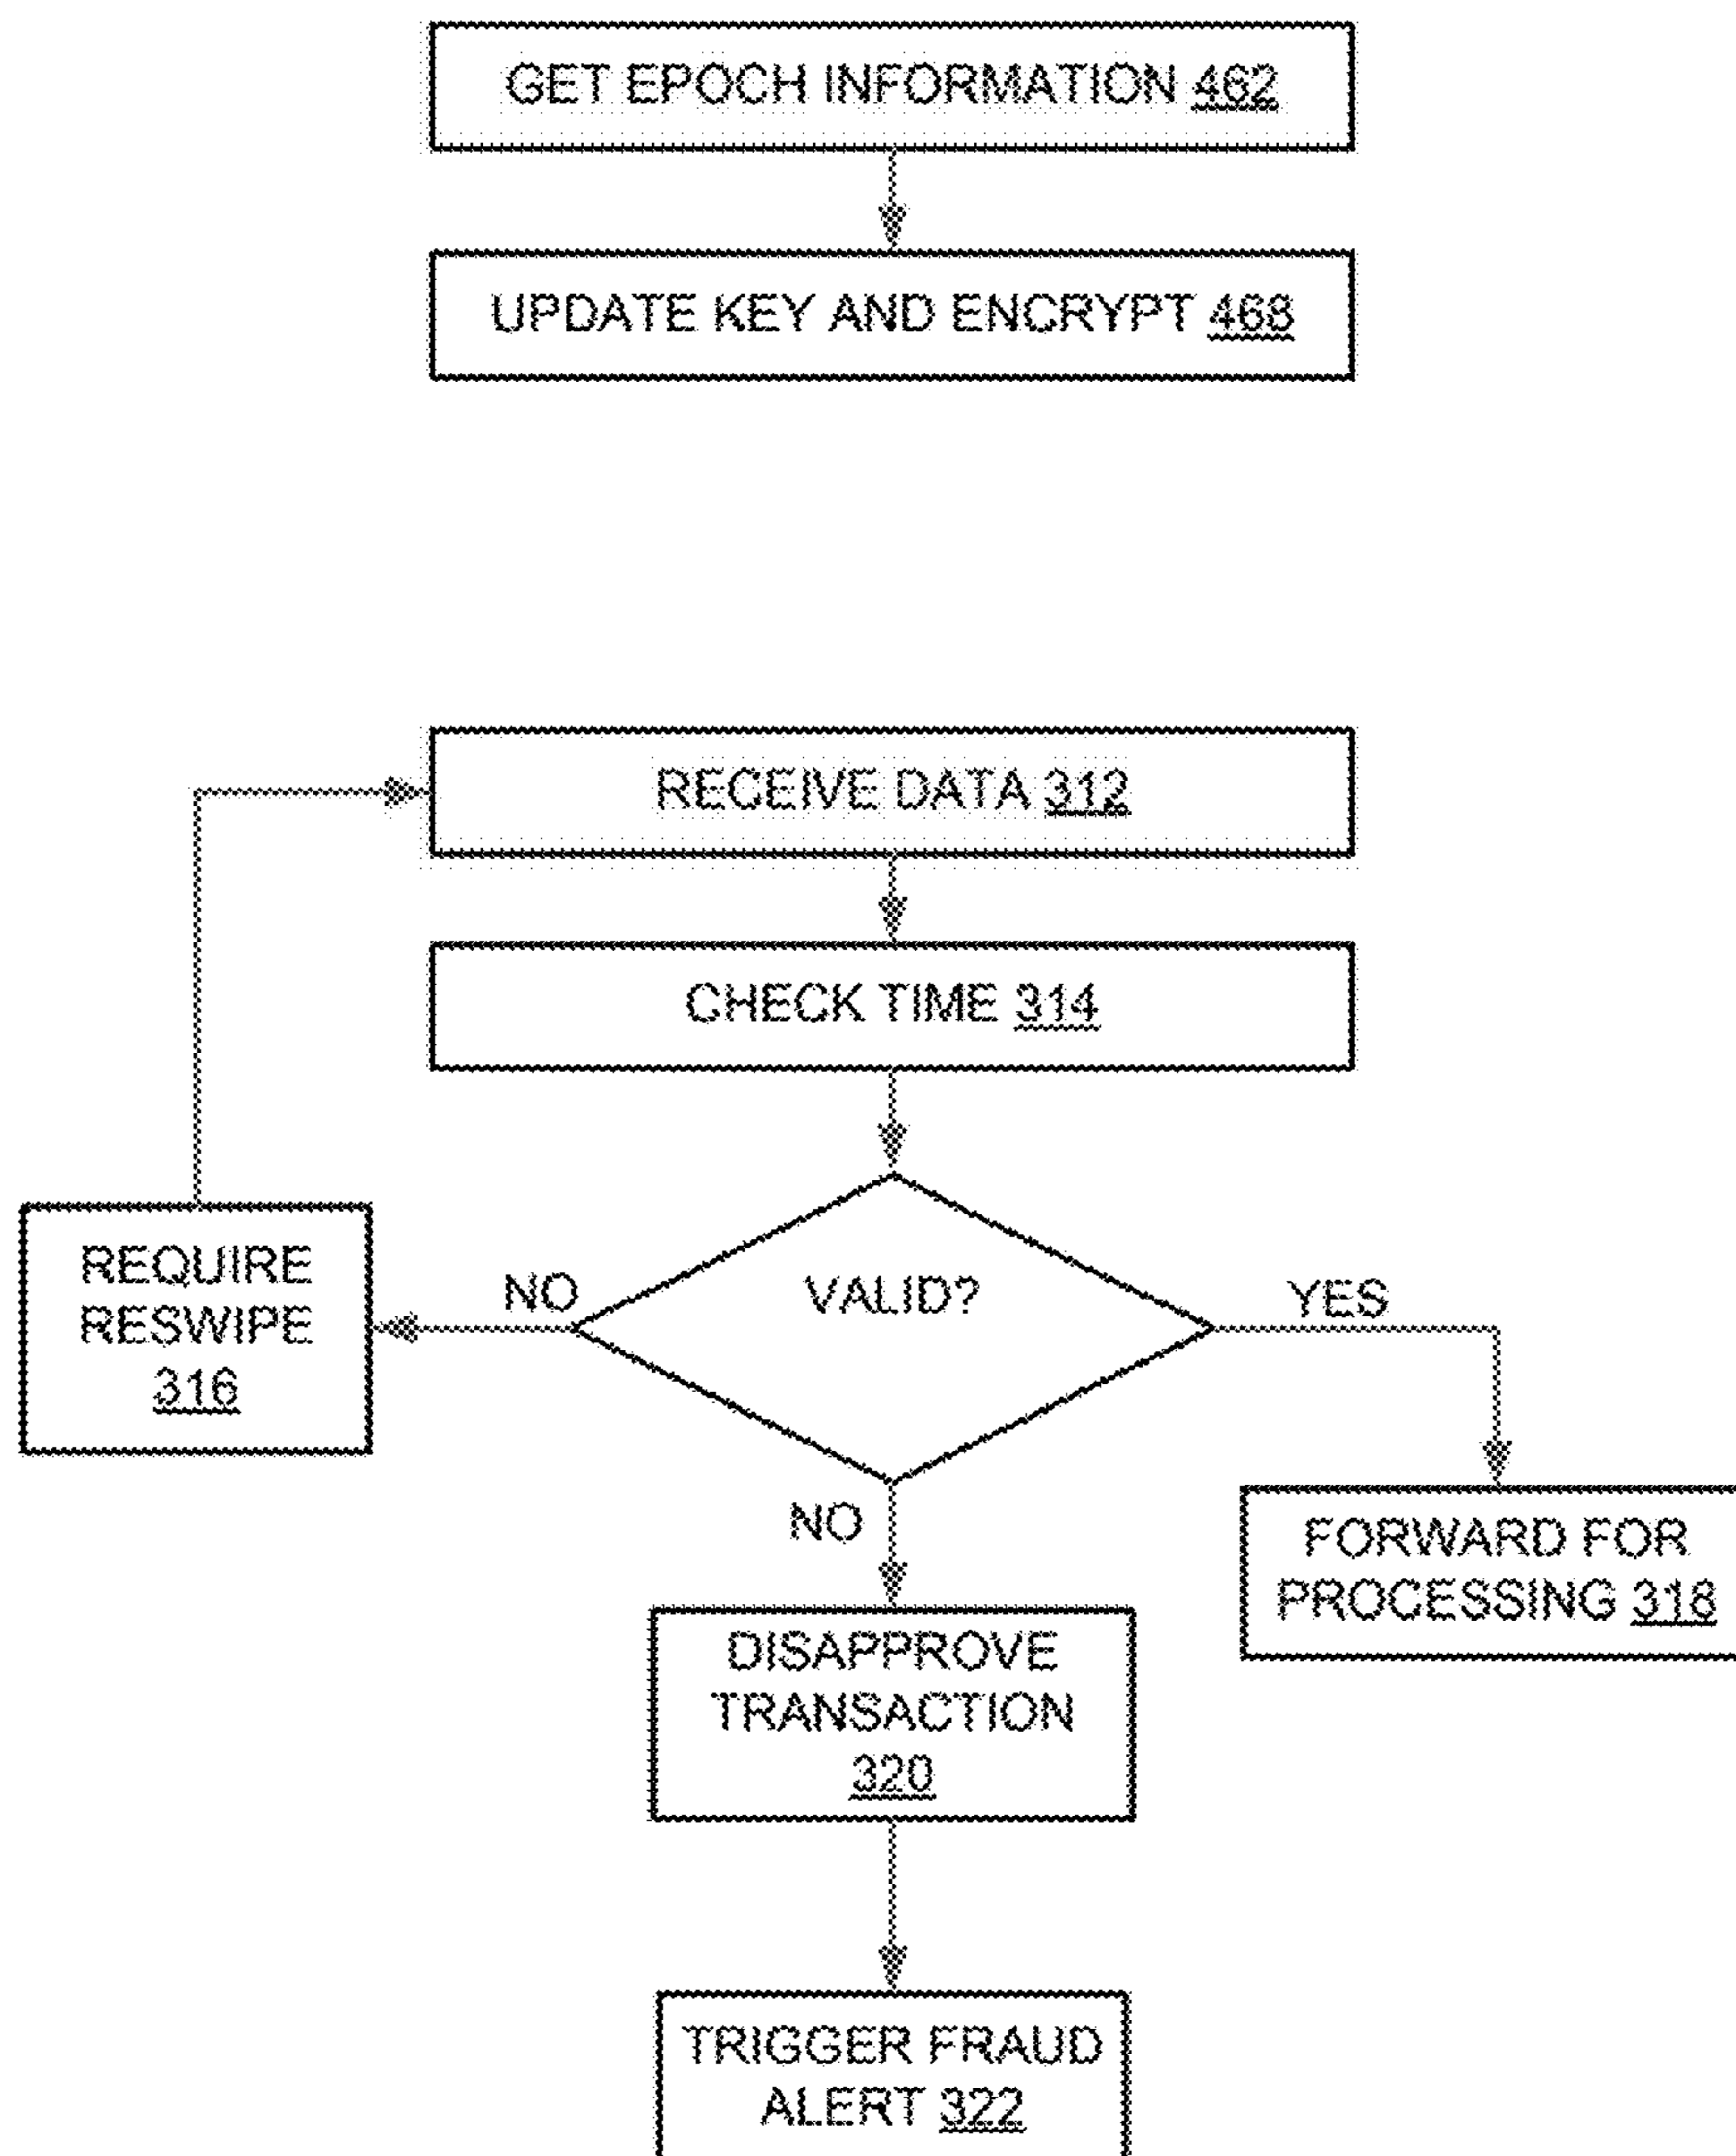 GET EPOCH INFORMATION 462
UPDATE KEY AND ENCRYPT 468
RECEIVE DATA 312
CHECK TIME 314
REQUIRE
RESWIPE
316
NO
VALID?
YES
NO
FORWARD FOR
PROCESSING 318
DISAPPROVE
TRANSACTION
320
TRIGGER FRAUD
ALERT 322